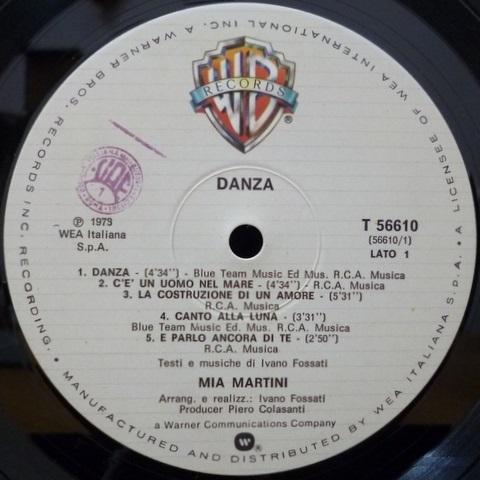 WB
RECORDS
®
DANZA
℗ 1973
WEA Italiana
S.p.A.
T 56610
(56610/1)
LATO 1
1. DANZA - (4'34'') - Blue Team Music Ed Mus. R.C.A. Musica
2. C'E' UN UOMO NEL MARE - (4'34'') - R.C.A. Musica
3. LA COSTRUZIONE DI UN AMORE - (5'31'')
R.C.A. Musica
4. CANTO ALLA LUNA - (3'31'')
Blue Team Music Ed. Mus. - R.C.A. Musica
5. E PARLO ANCORA DI TE - (2'50'')
R.C.A. Musica
Testi e musiche di Ivano Fossati
MIA MARTINI
Arrang. e realizz.: Ivano Fossati
Producer Piero Colasanti
a Warner Communications Company
MANUFACTURED AND DISTRIBUTED BY WEA ITALIANA S.P.A. • A LICENSEE OF WEA INTERNATIONAL INC. A WARNER BROS. RECORDS INC. RECORDING. •